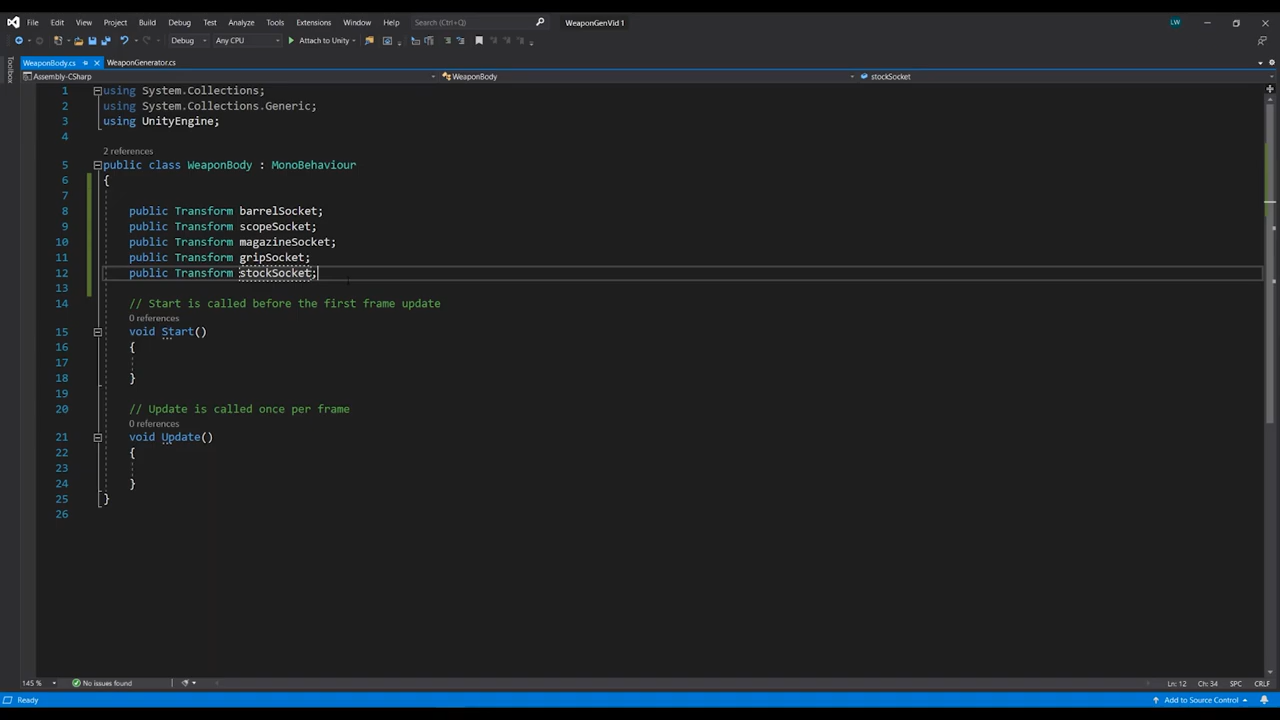 File Edit View Project Build Debug Test Analyze Tools Extensions Window Help Search (Ctrl+Q) WeaponGenVid 1 LW
Debug Any CPU Attach to Unity
WeaponBody.cs WeaponGenerator.cs
Toolbox
Assembly-CSharp WeaponBody stockSocket
1 using System.Collections;
2 using System.Collections.Generic;
3 using UnityEngine;
4
2 references
5 public class WeaponBody : MonoBehaviour
6 {
7
8 public Transform barrelSocket;
9 public Transform scopeSocket;
10 public Transform magazineSocket;
11 public Transform gripSocket;
12 public Transform stockSocket;
13
14 // Start is called before the first frame update
0 references
15 void Start()
16 {
17
18 }
19
20 // Update is called once per frame
0 references
21 void Update()
22 {
23
24 }
25 }
26
145 % No issues found Ln: 12 Ch: 34 SPC CRLF
Ready Add to Source Control